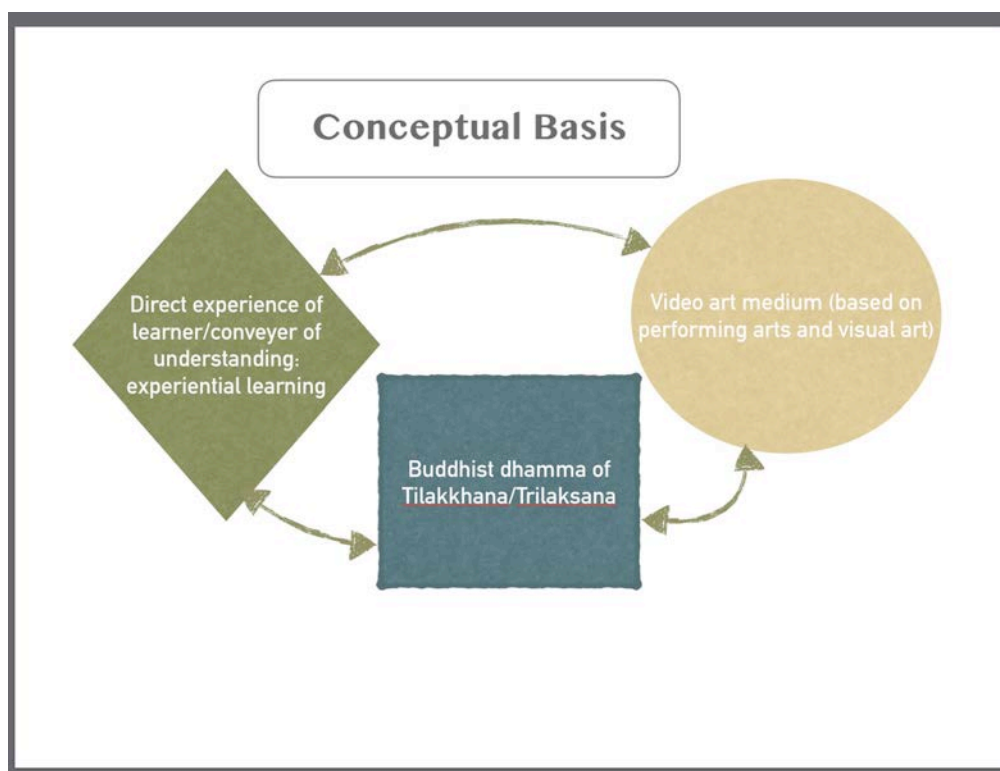 Conceptual Basis
Direct experience of
learner/conveyer of
understanding:
experiential learning
Video art medium (based on
performing arts and visual art)
Buddhist dhamma of
Tilakkhana/Trilaksana